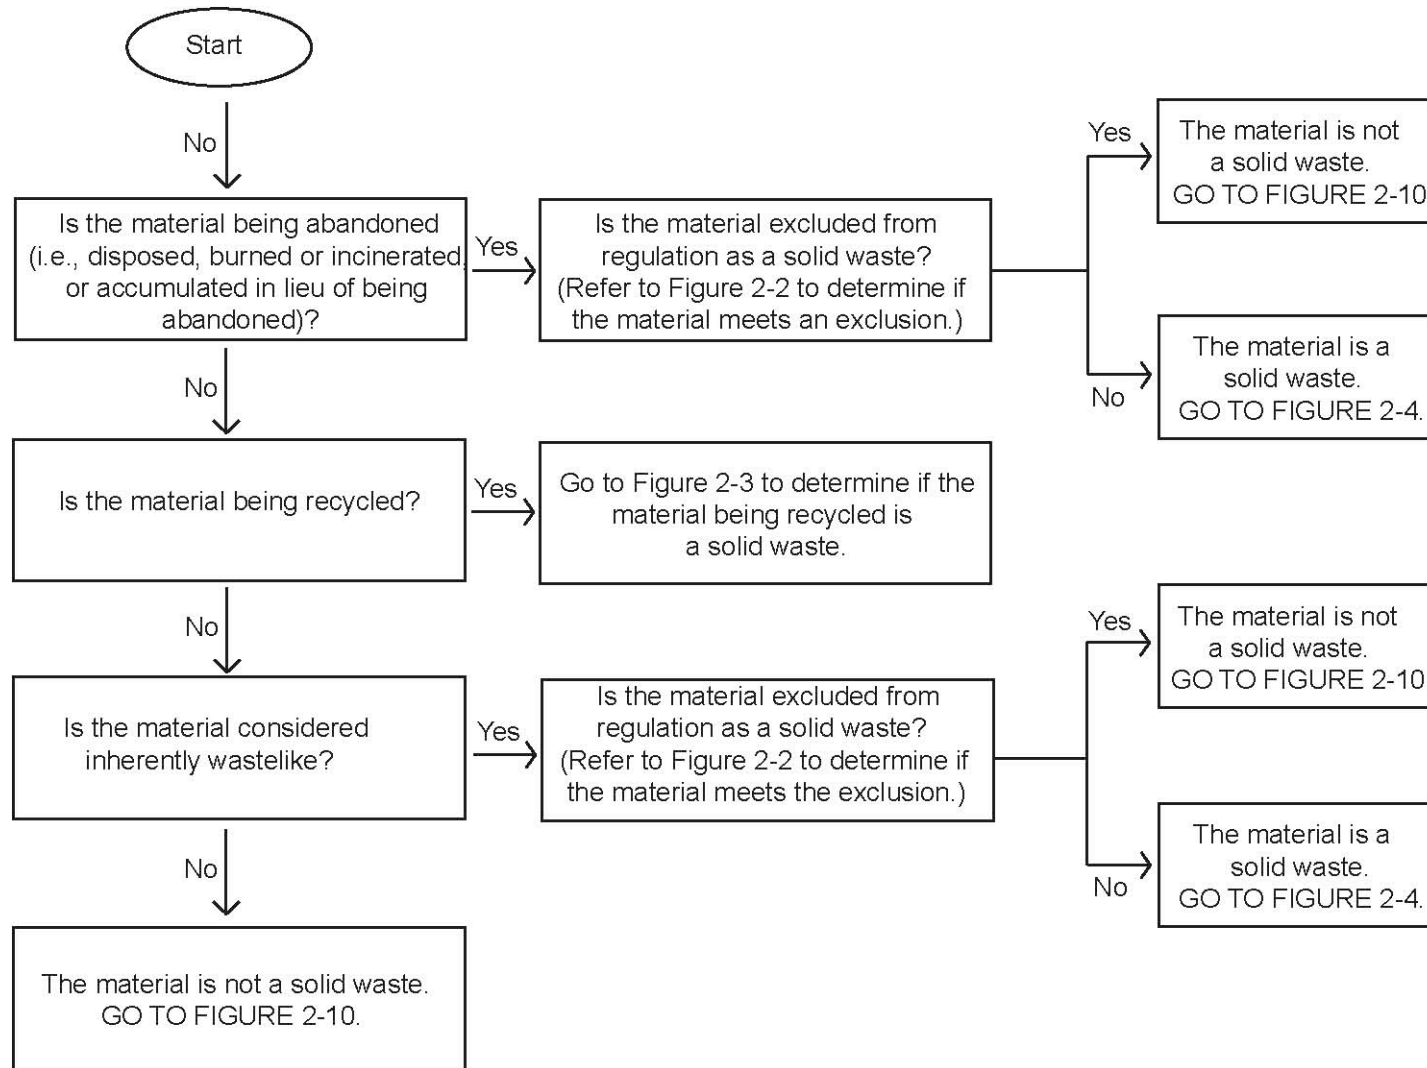 Start
No
Is the material being abandoned
(i.e., disposed, burned or incinerated,
or accumulated in lieu of being
abandoned)?
Yes
Is the material excluded from
regulation as a solid waste?
(Refer to Figure 2-2 to determine if
the material meets an exclusion.)
Yes
The material is not
a solid waste.
GO TO FIGURE 2-10
No
The material is a
solid waste.
GO TO FIGURE 2-4.
No
Is the material being recycled?
Yes
Go to Figure 2-3 to determine if the
material being recycled is
a solid waste.
No
Is the material considered
inherently wastelike?
Yes
Is the material excluded from
regulation as a solid waste?
(Refer to Figure 2-2 to determine if
the material meets the exclusion.)
Yes
The material is not
a solid waste.
GO TO FIGURE 2-10
No
The material is a
solid waste.
GO TO FIGURE 2-4.
No
The material is not a solid waste.
GO TO FIGURE 2-10.